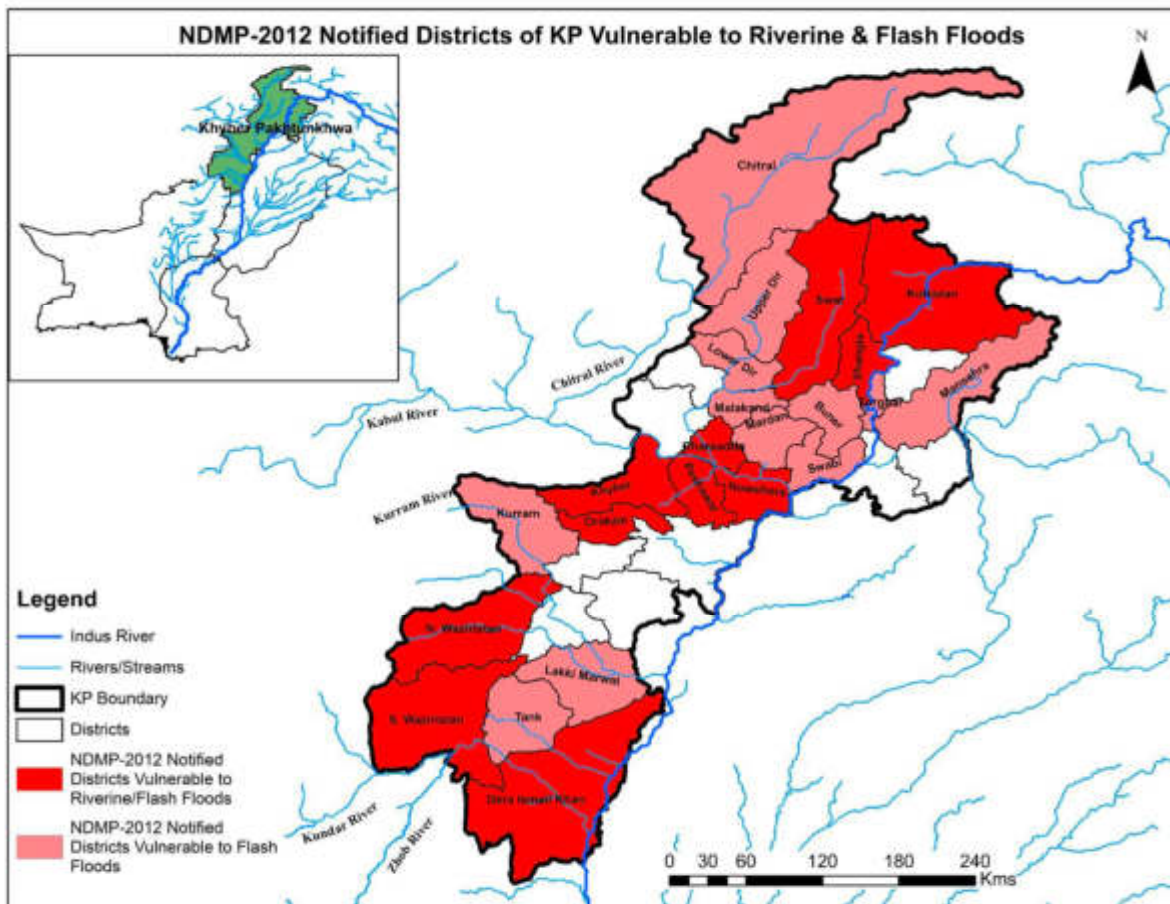 NDMP-2012 Notified Districts of KP Vulnerable to Riverine & Flash Floods
N
Khyber Pakhtunkhwa
Chitral
Upper Dir
Swat
Kohistan
Lower Dir
Shangla
Mansehra
Chitral River
Malakand
Mardan
Buner
Torghar
Kabul River
Charsadda
Swabi
Khyber
Peshawar
Nowshera
Kurram River
Kurram
Orakzai
N. Waziristan
Lakki Marwat
S. Waziristan
Tank
Dera Ismail Khan
Kundar River
Zhob River
Legend
Indus River
Rivers/Streams
KP Boundary
Districts
NDMP-2012 Notified
Districts Vulnerable to
Riverine/Flash Floods
NDMP-2012 Notified
Districts Vulnerable to Flash
Floods
0 30 60 120 180 240
Kms